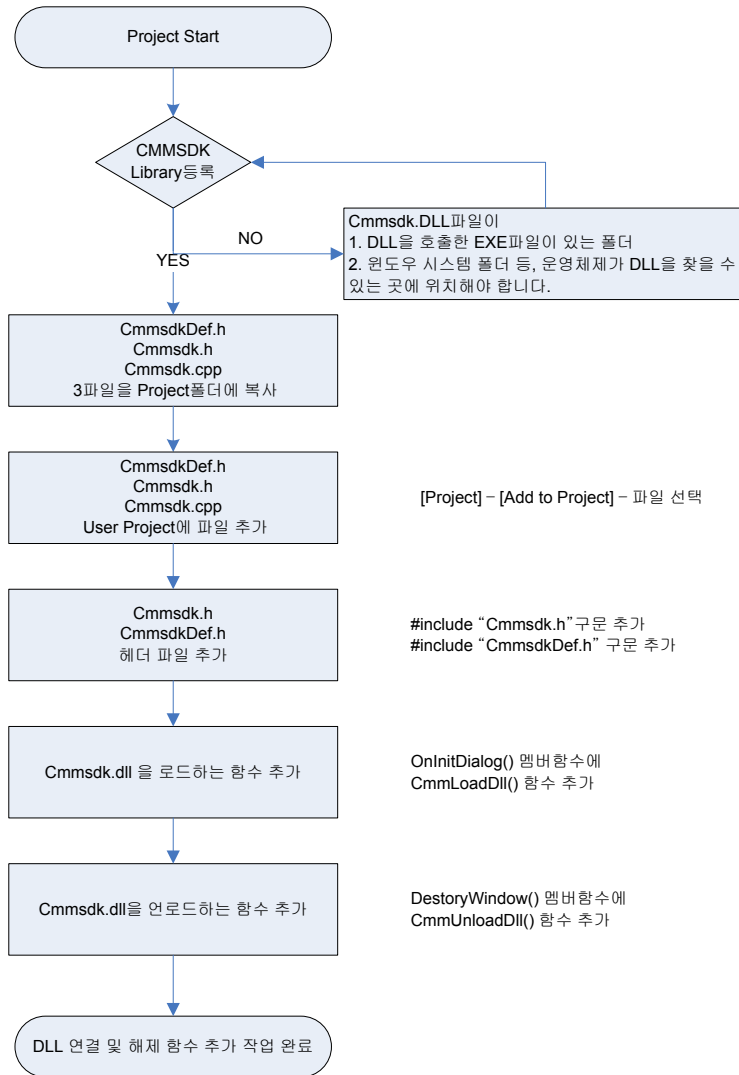 Project Start
CMMSDK
Library등록
NO
YES
Cmmsdk.DLL파일이
1. DLL을 호출한 EXE파일이 있는 폴더
2. 윈도우 시스템 폴더 등, 운영체제가 DLL을 찾을 수
있는 곳에 위치해야 합니다.
CmmsdkDef.h
Cmmsdk.h
Cmmsdk.cpp
3파일을 Project폴더에 복사
CmmsdkDef.h
Cmmsdk.h
Cmmsdk.cpp
User Project에 파일 추가
[Project] – [Add to Project] – 파일 선택
Cmmsdk.h
CmmsdkDef.h
헤더 파일 추가
#include “Cmmsdk.h”구문 추가
#include “CmmsdkDef.h” 구문 추가
Cmmsdk.dll 을 로드하는 함수 추가
OnInitDialog() 멤버함수에
CmmLoadDll() 함수 추가
Cmmsdk.dll을 언로드하는 함수 추가
DestoryWindow() 멤버함수에
CmmUnloadDll() 함수 추가
DLL 연결 및 해제 함수 추가 작업 완료